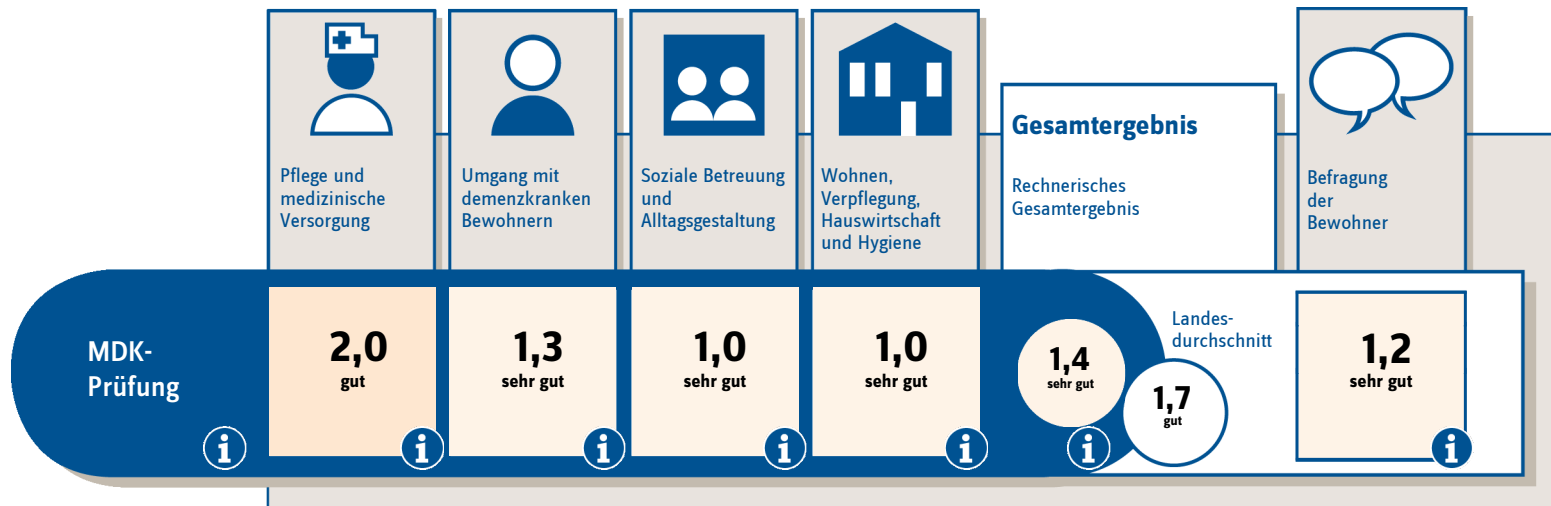 Pflege und
medizinische
Versorgung
Umgang mit
demenzkranken
Bewohnern
Soziale Betreuung
und
Alltagsgestaltung
Wohnen,
Verpflegung,
Hauswirtschaft
und Hygiene
Gesamtergebnis
Rechnerisches
Gesamtergebnis
Befragung
der
Bewohner
MDK-
Prüfung
i
2,0
gut
i
1,3
sehr gut
i
1,0
sehr gut
i
1,0
sehr gut
i
1,4
sehr gut
i
Landes-
durchschnitt
1,7
gut
1,2
sehr gut
i